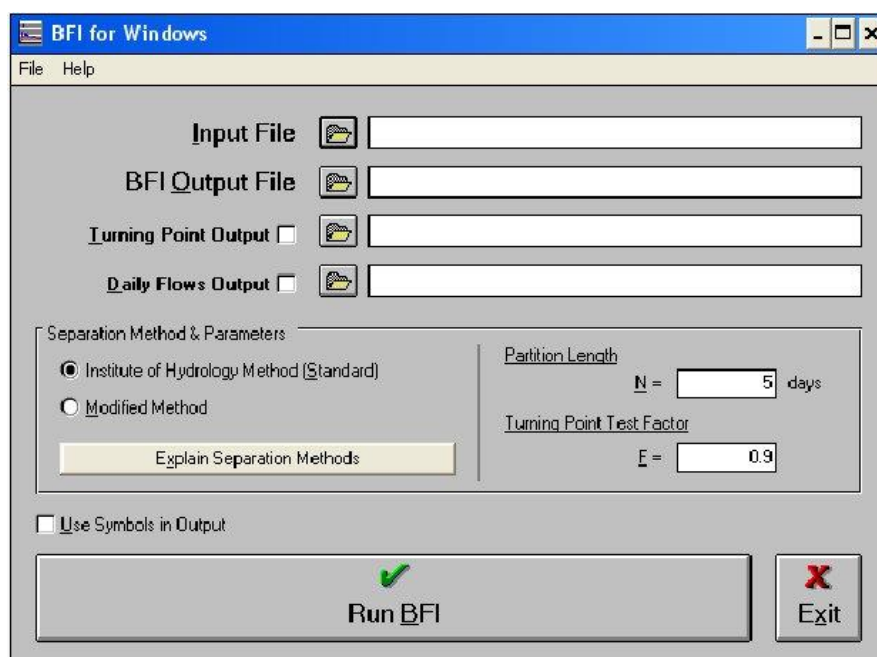 BFI for Windows
File Help
Input File
BFI Output File
Turning Point Output
Daily Flows Output
Separation Method & Parameters
Institute of Hydrology Method (Standard)
Modified Method
Explain Separation Methods
Partition Length
N = 5 days
Turning Point Test Factor
F = 0.9
Use Symbols in Output
Run BFI
Exit